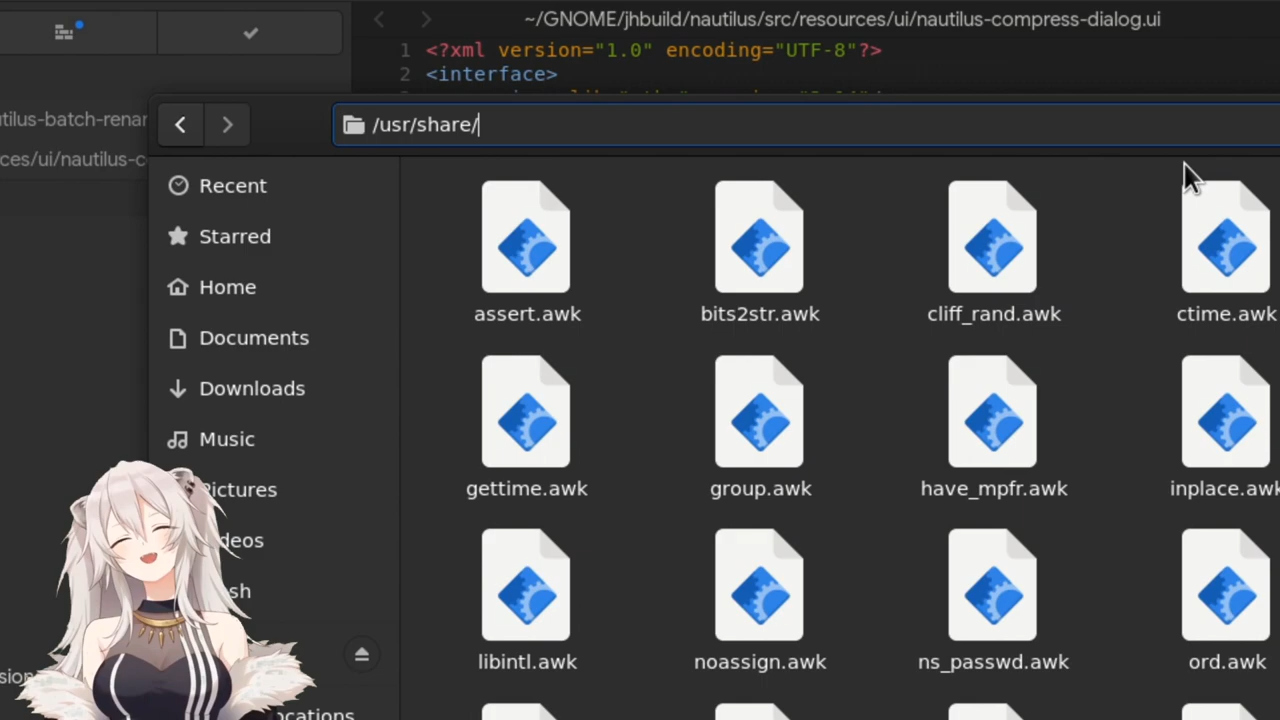 ~/GNOME/jhbuild/nautilus/src/resources/ui/nautilus-compress-dialog.ui
1 <?xml version="1.0" encoding="UTF-8"?>
2 <interface>
/usr/share/
Recent
Starred
Home
Documents
Downloads
Music
Pictures
deos
sh
ocations
assert.awk
bits2str.awk
cliff_rand.awk
ctime.awk
gettime.awk
group.awk
have_mpfr.awk
inplace.awk
libintl.awk
noassign.awk
ns_passwd.awk
ord.awk
tilus-batch-renar
ces/ui/nautilus-c